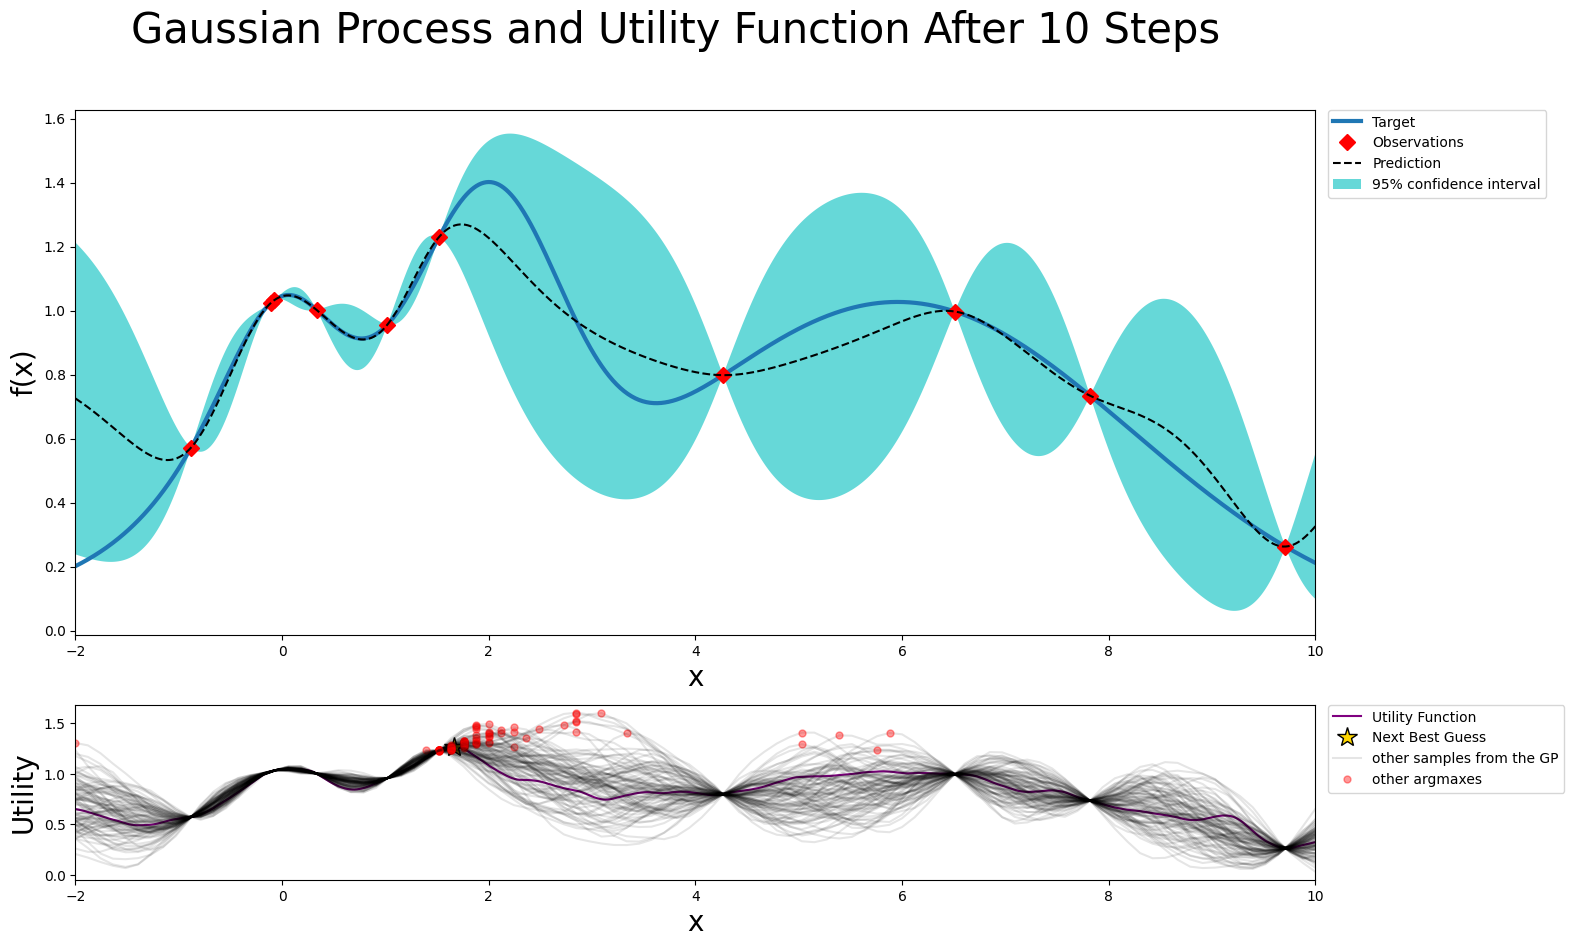 Gaussian Process and Utility Function After 10 Steps
1.6
1.4
1.2
1.0
0.8
0.6
0.4
0.2
0.0
f(x)
−2 0 2 4 6 8 10
x
Target
Observations
Prediction
95% confidence interval
1.5
1.0
0.5
0.0
Utility
−2 0 2 4 6 8 10
x
Utility Function
Next Best Guess
other samples from the GP
other argmaxes